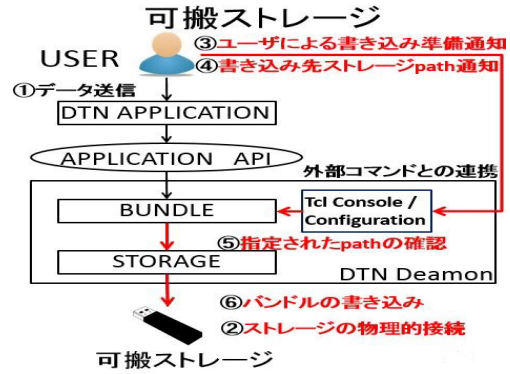 可搬ストレージ
USER
③ユーザによる書き込み準備通知
④書き込み先ストレージpath通知
①データ送信
DTN APPLICATION
APPLICATION API
外部コマンドとの連携
BUNDLE
Tcl Console /
Configuration
⑤指定されたpathの確認
STORAGE
DTN Deamon
⑥バンドルの書き込み
②ストレージの物理的接続
可搬ストレージ